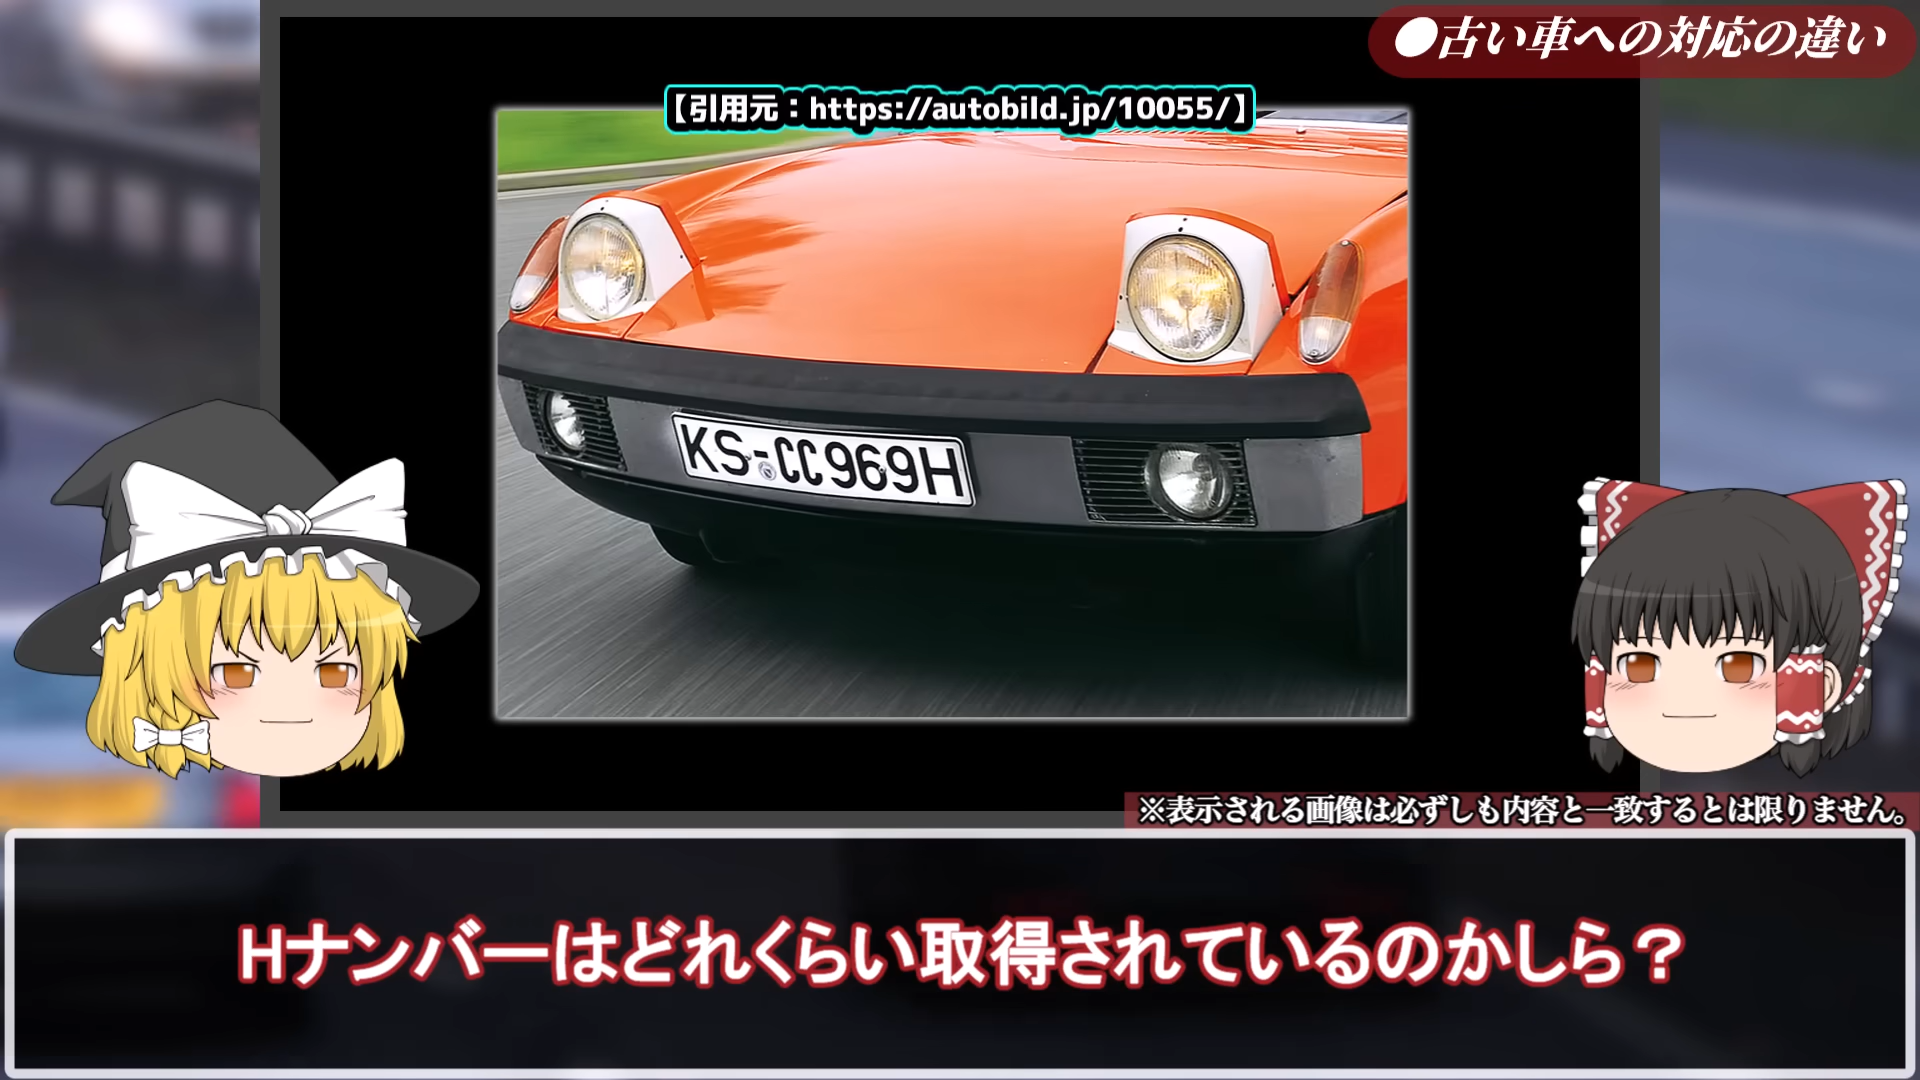 ●古い車への対応の違い
【引用元：https://autobild.jp/10055/】
KS-CC969H
※表示される画像は必ずしも内容と一致するとは限りません。
Hナンバーはどれくらい取得されているのかしら？